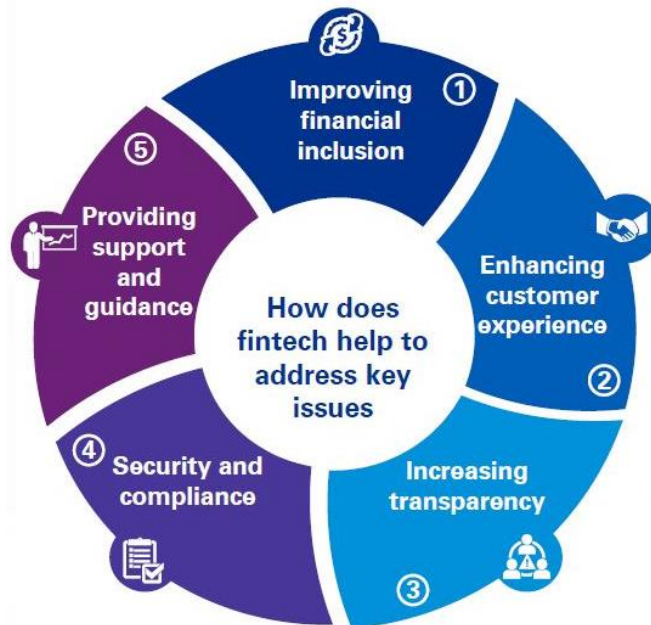 $
Improving
financial
inclusion
①
Enhancing
customer
experience
②
Increasing
transparency
③
Security and
compliance
④
Providing
support
and
guidance
⑤
How does
fintech help to
address key
issues